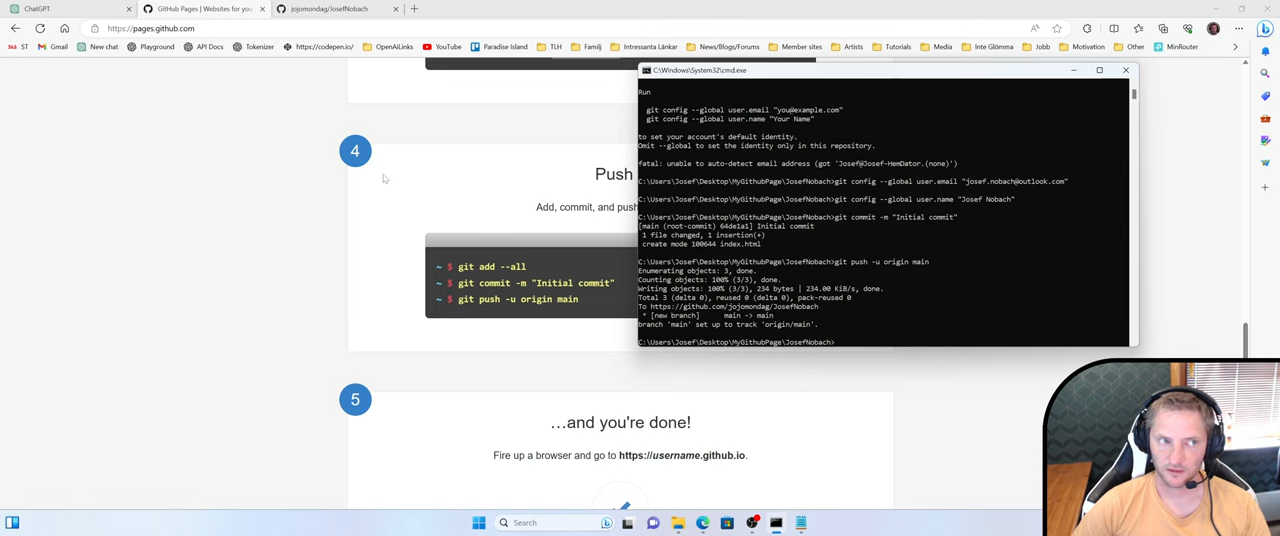 ChatGPT
GitHub Pages | Websites for you
jojomondag/JosefNobach
https://pages.github.com
ST
Gmail
New chat
Playground
API Docs
Tokenizer
https://codepen.io/
OpenAiLinks
YouTube
Paradise Island
TLH
Familj
Intressanta Länkar
News/Blogs/Forums
Member sites
Artists
Tutorials
Media
Inte Glömma
Jobb
Motivation
Other
MinRouter
C:\Windows\System32\cmd.exe
Run
git config --global user.email "you@example.com"
git config --global user.name "Your Name"
to set your account's default identity.
Omit --global to set the identity only in this repository.
fatal: unable to auto-detect email address (got 'Josef@Josef-HemDator.(none)')
C:\Users\Josef\Desktop\MyGithubPage\JosefNobach>git config --global user.email "josef.nobach@outlook.com"
C:\Users\Josef\Desktop\MyGithubPage\JosefNobach>git config --global user.name "Josef Nobach"
C:\Users\Josef\Desktop\MyGithubPage\JosefNobach>git commit -m "Initial commit"
[main (root-commit) 64de1a1] Initial commit
1 file changed, 1 insertion(+)
create mode 100644 index.html
C:\Users\Josef\Desktop\MyGithubPage\JosefNobach>git push -u origin main
Enumerating objects: 3, done.
Counting objects: 100% (3/3), done.
Writing objects: 100% (3/3), 234 bytes | 234.00 KiB/s, done.
Total 3 (delta 0), reused 0 (delta 0), pack-reused 0
To https://github.com/jojomondag/JosefNobach
* [new branch] main -> main
branch 'main' set up to track 'origin/main'.
C:\Users\Josef\Desktop\MyGithubPage\JosefNobach>
4
Push
Add, commit, and push
~ $ git add --all
~ $ git commit -m "Initial commit"
~ $ git push -u origin main
5
…and you're done!
Fire up a browser and go to https://username.github.io.
Search